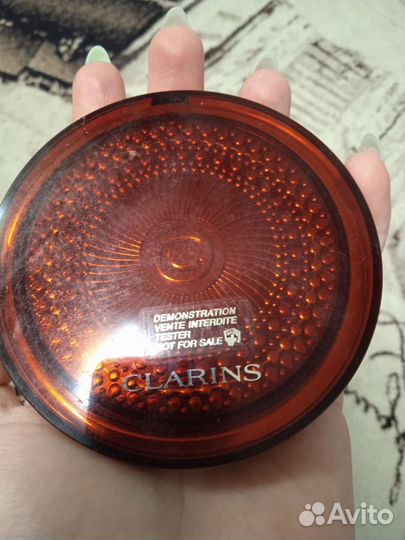 DEMONSTRATION
VENTE INTERDITE
TESTER
NOT FOR SALE
CLARINS
Avito